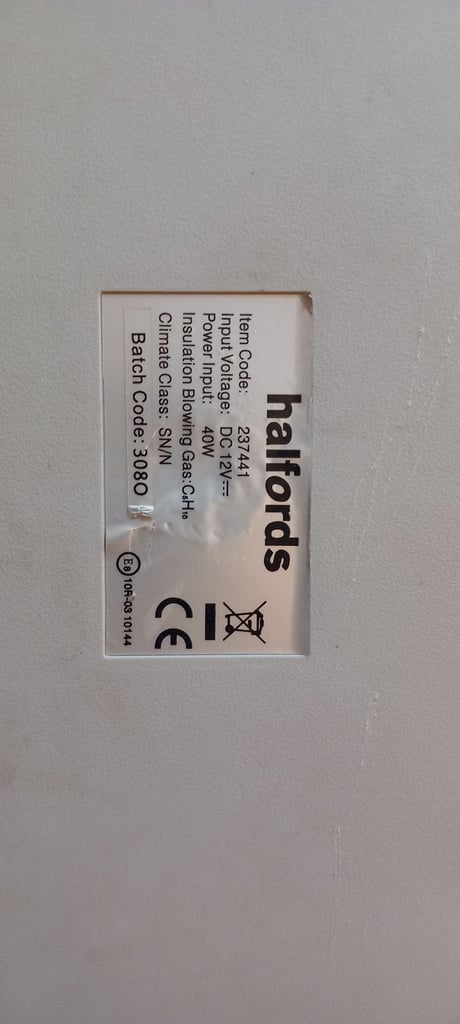 halfords
Item Code: 237441
Input Voltage: DC 12V⎓
Power Input: 40W
Insulation Blowing Gas:C₅H₁₀
Climate Class: SN/N
Batch Code: 3080
CE
E8 10R-03 10144